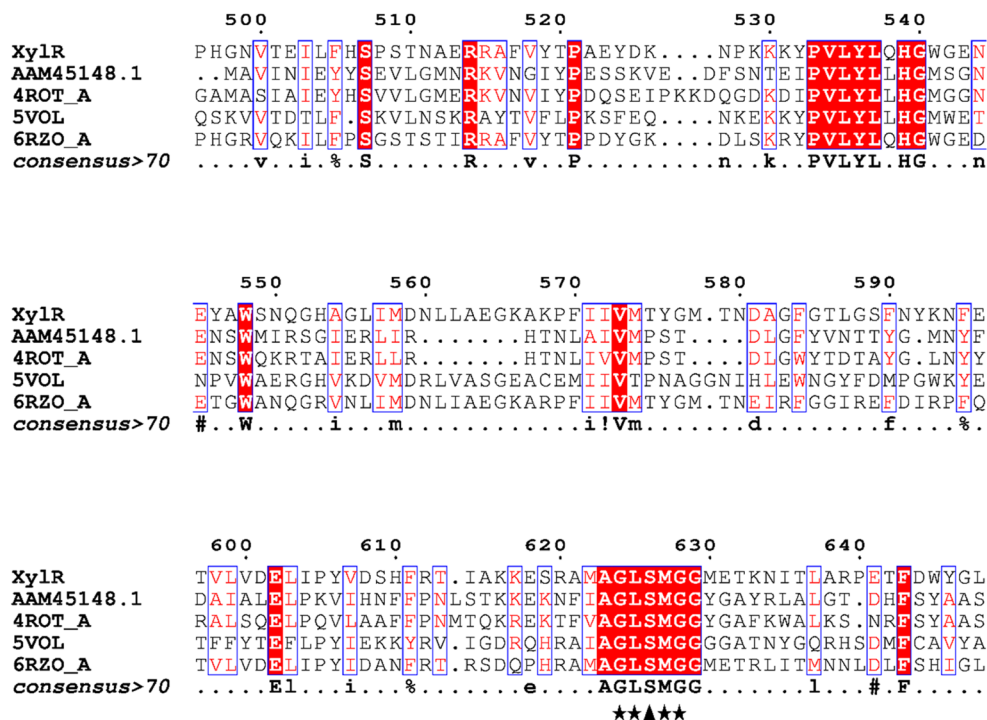 500 510 520 530 540
XylR PHGNVTEILFHSPSTNAERRAFVYTPAEYDK....NPKKKYPVLYLQHGWGEN
AAM45148.1 ..MAVINIEYYSEVLGMNRKVNGIYPESSKVE..DFSNTEIPVLYLLHGMSGN
4ROT_A GAMASIAIEYHSVVLGMERKVNVIYPDQSEIPKKDQGDKDIPVLYLLHGMGGN
5VOL QSKVVTDTLF.SKVLNSKRAYTVFLPKSFEQ....NKEKKYPVLYLLHGMWET
6RZO_A PHGRVQKILFPSGSTSTIRRAFVYTPPDYGK....DLSKRYPVLYLQHGWGED
consensus>70 ....v..i.%.S......R...v..P.........n..k..PVLYL.HG...n
550 560 570 580 590
XylR EYAWSNQGHAGLIMDNLLAEGKAKPFIIVMTYGM.TNDAGFGTLGSFNYKNFE
AAM45148.1 ENSWMIRSGIERLIR.......HTNLAIVMPST....DLGFYVNTTYG.MNYF
4ROT_A ENSWQKRTAIERLLR.......HTNLIVVMPST....DLGWYTDTAYG.LNYY
5VOL NPVWAERGHVKDVMDRLVASGEACEMIIVTPNAGGNIHLEWNGYFDMPGWKYE
6RZO_A ETGWANQGRVNLIMDNLIAEGKARPFIIVMTYGM.TNEIRFGGIREFDIRPFQ
consensus>70 #..W.....i...m............i!Vm.......d........f....%.
600 610 620 630 640
XylR TVLVDELIPYVDSHFRT.IAKKESRAMAGLSMGGMETKNITLARPETFDWYGL
AAM45148.1 DAIALELPKVIHNFFPNLSTKKEKNFIAGLSMGGYGAYRLALGT.DHFSYAAS
4ROT_A RALSQELPQVLAAFFPNMTQKREKTFVAGLSMGGYGAFKWALKS.NRFSYAAS
5VOL TFFYTEFLPYIEKKYRV.IGDRQHRAIAGLSMGGGGATNYGQRHSDMFCAVYA
6RZO_A TVLVDELIPYIDANFRT.RSDQPHRAMAGLSMGGMETRLITMNNLDLFSHIGL
consensus>70 .....El...i...%.......e....AGLSMGG.......l...#.F.....